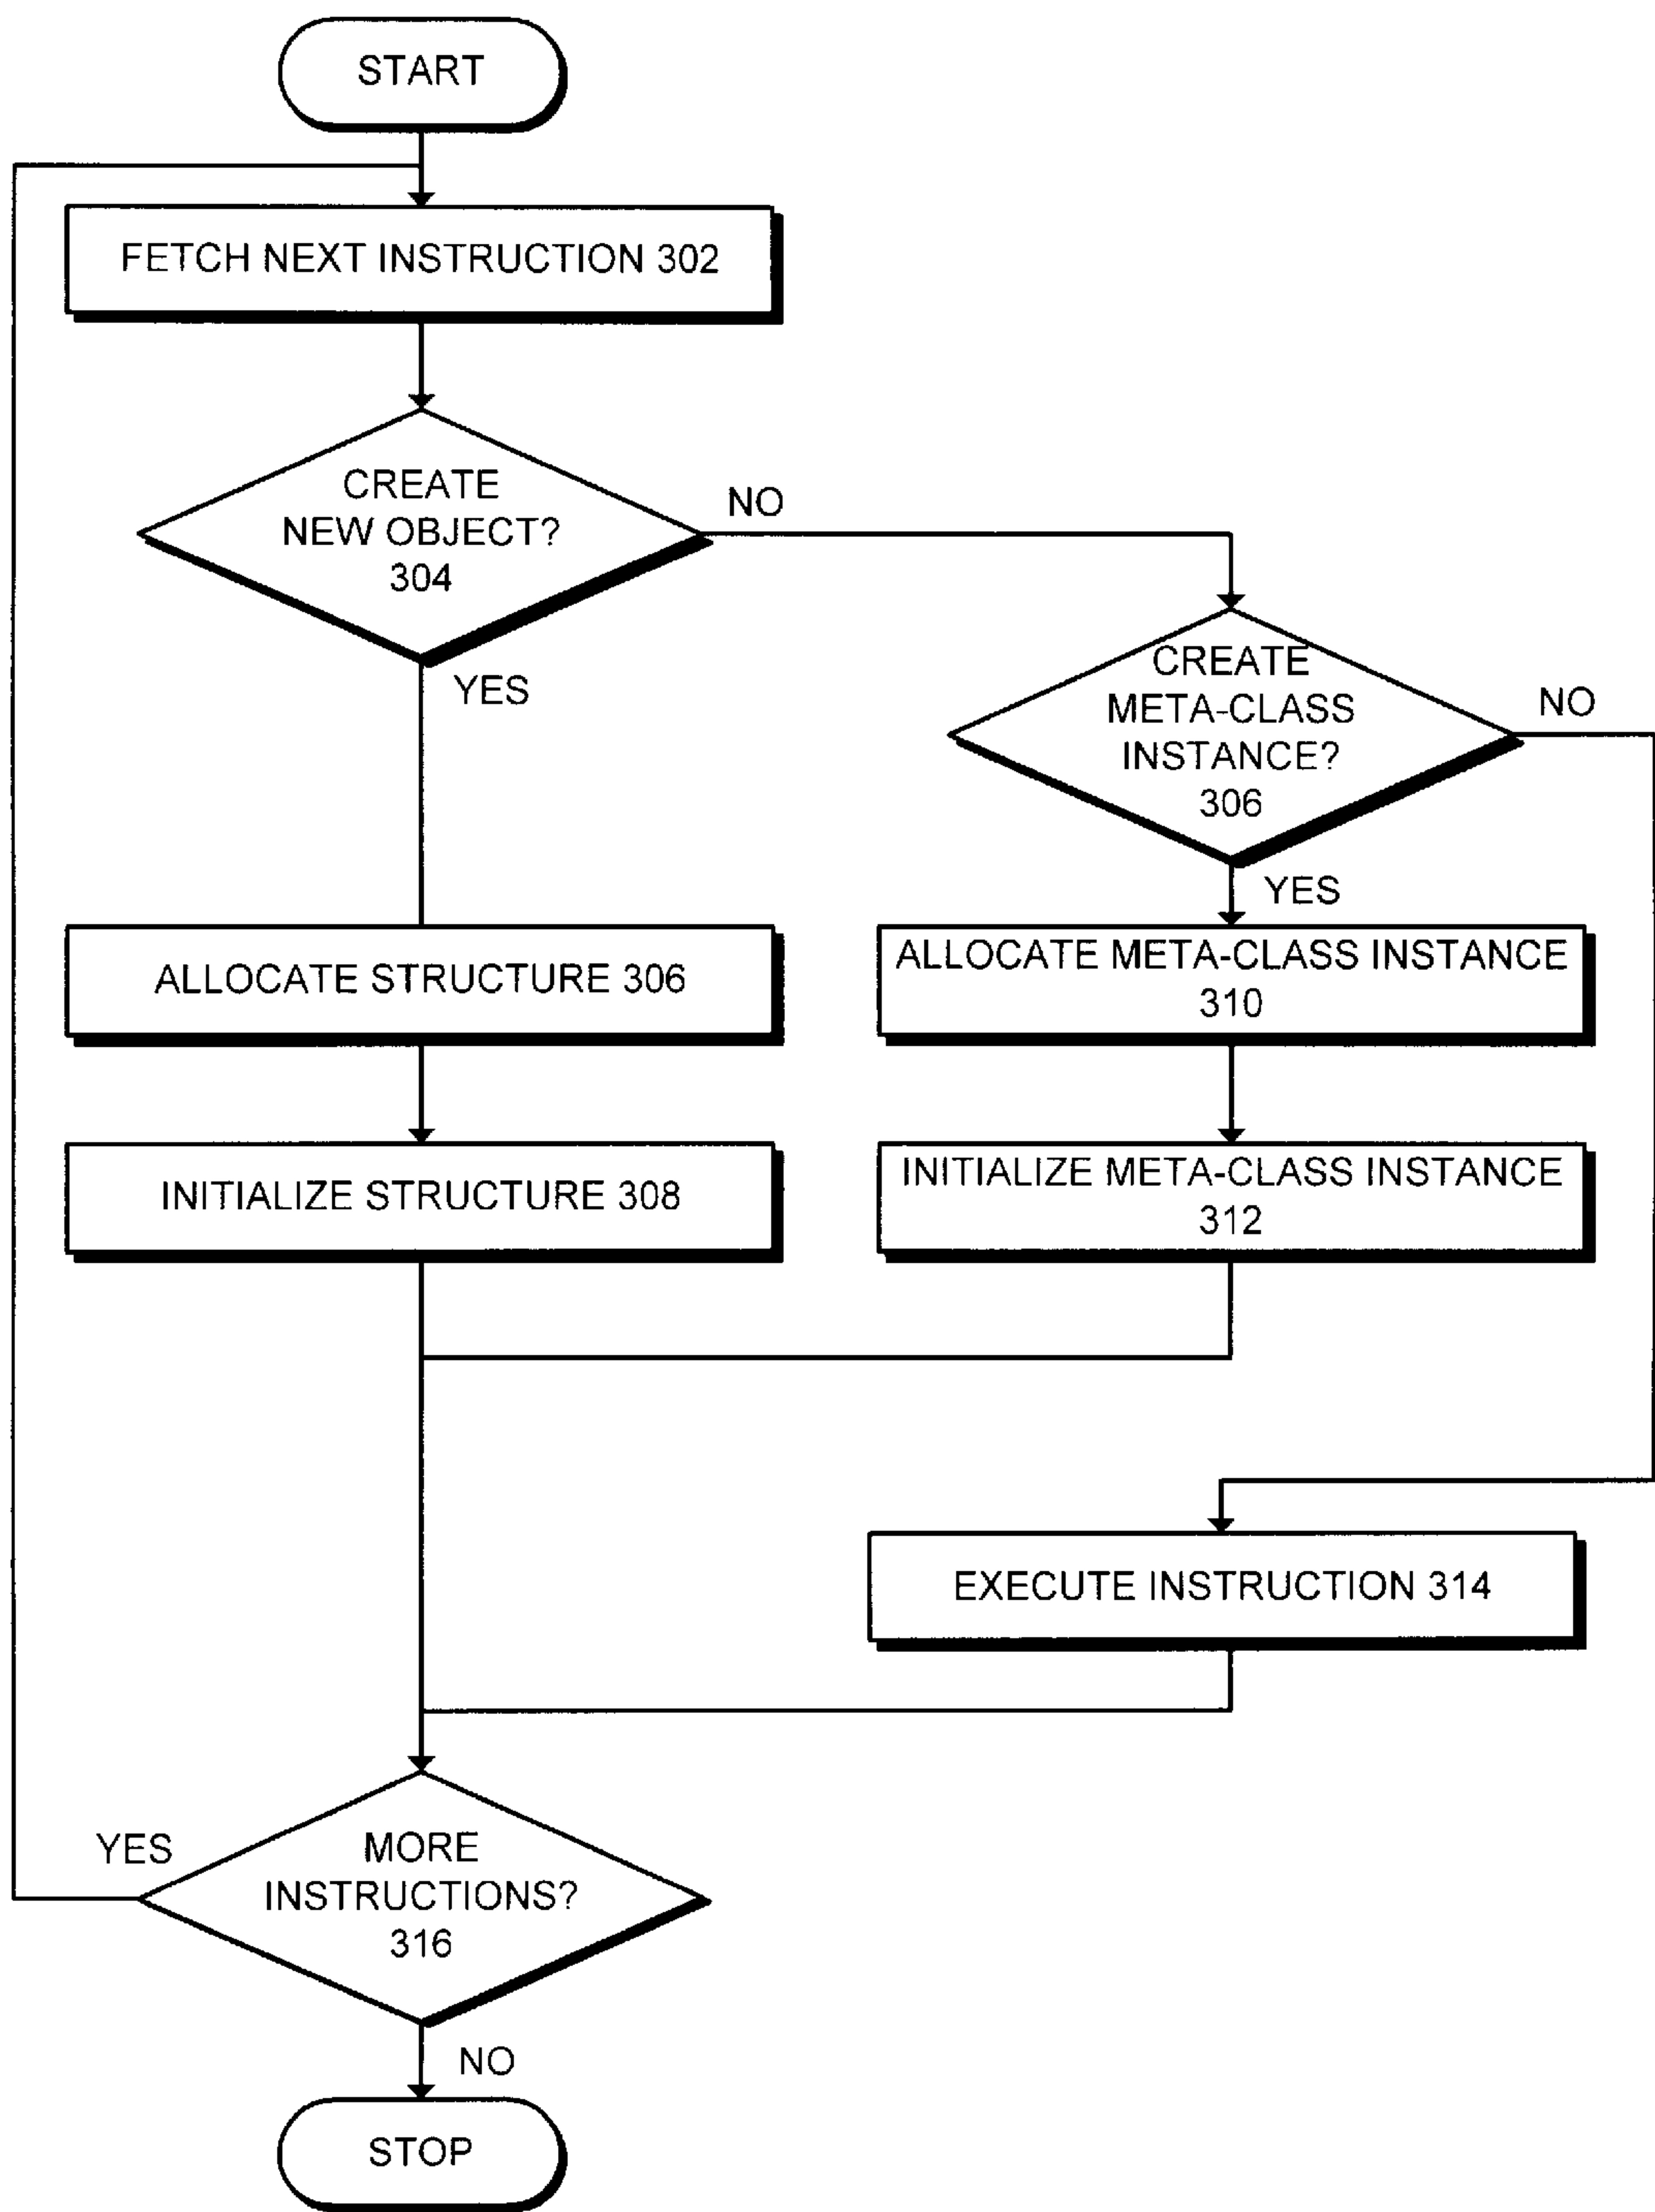 START
FETCH NEXT INSTRUCTION 302
CREATE
NEW OBJECT?
304
NO
YES
CREATE
META-CLASS
INSTANCE?
306
NO
YES
ALLOCATE STRUCTURE 306
ALLOCATE META-CLASS INSTANCE
310
INITIALIZE STRUCTURE 308
INITIALIZE META-CLASS INSTANCE
312
EXECUTE INSTRUCTION 314
YES
MORE
INSTRUCTIONS?
316
NO
STOP